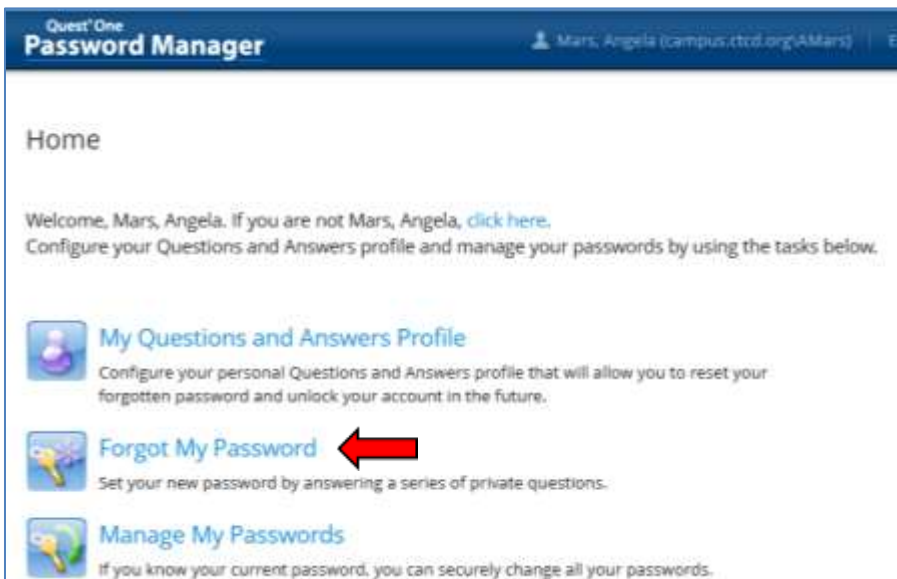 Quest® One
Password Manager
Mars, Angela (campus.ctcd.org\AMars)
Home
Welcome, Mars, Angela. If you are not Mars, Angela, click here.
Configure your Questions and Answers profile and manage your passwords by using the tasks below.
My Questions and Answers Profile
Configure your personal Questions and Answers profile that will allow you to reset your
forgotten password and unlock your account in the future.
Forgot My Password
Set your new password by answering a series of private questions.
Manage My Passwords
If you know your current password, you can securely change all your passwords.